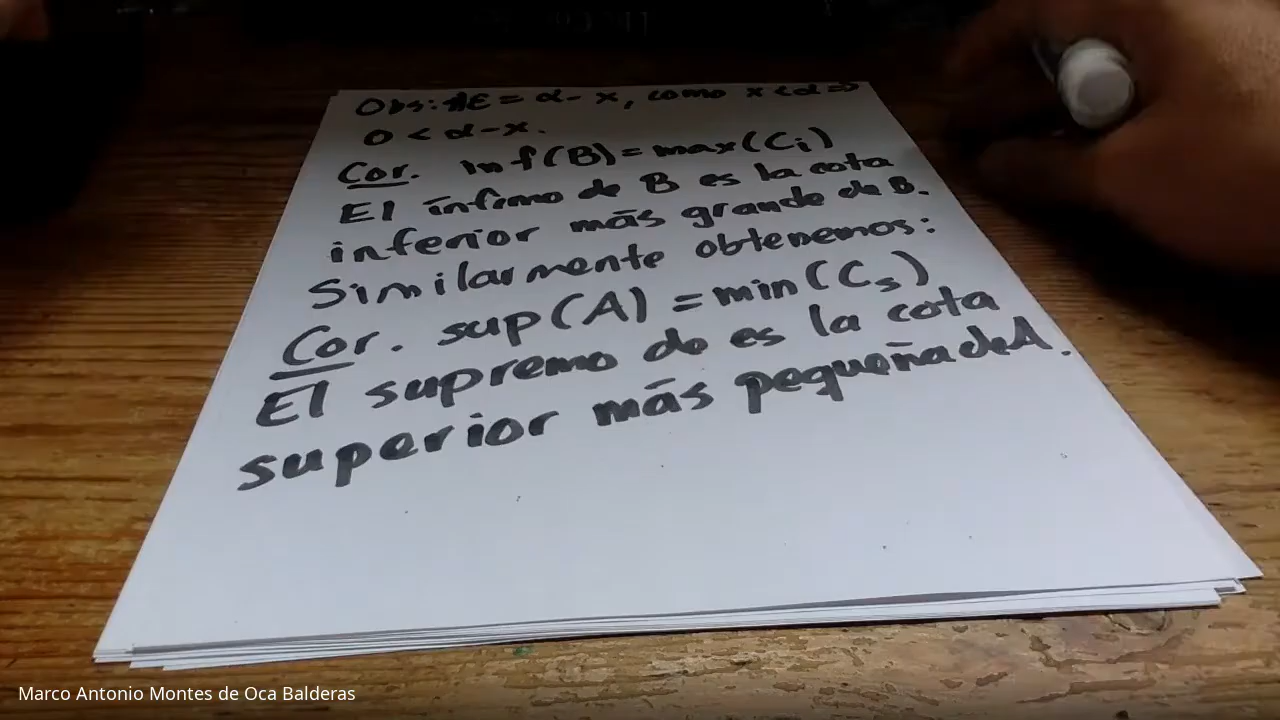 Obs: ε = α - x, como x < α ⇒
0 < α - x.
Cor. inf(B) = max(Ci)
El ínfimo de B es la cota
inferior más grande de B.
Similarmente obtenemos:
Cor. sup(A) = min(Cs)
El supremo de es la cota
superior más pequeña de A.
Marco Antonio Montes de Oca Balderas